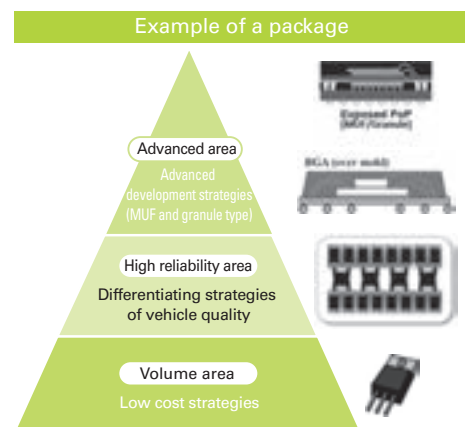 Example of a package
Exposed PoP
(MUF/Granule)
Advanced area
Advanced
development strategies
(MUF and granule type)
BGA (over mold)
High reliability area
Differentiating strategies
of vehicle quality
Volume area
Low cost strategies